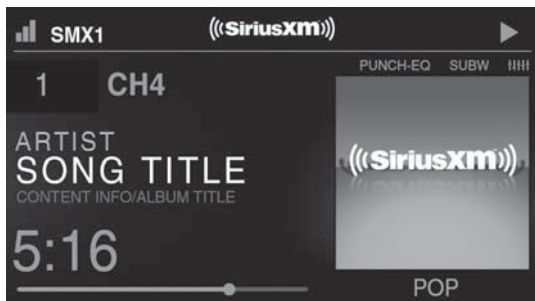 SMX1 ((SiriusXM))
PUNCH-EQ SUBW
1 CH4
ARTIST
SONG TITLE
CONTENT INFO/ALBUM TITLE
((SiriusXM))
5:16
POP